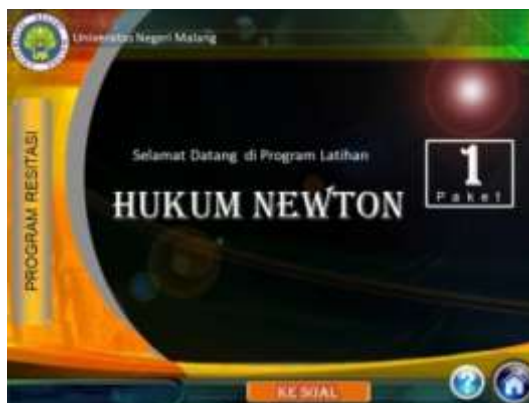 Universitas Negeri Malang
PROGRAM RESITASI
Selamat Datang di Program Latihan
HUKUM NEWTON
1
Paket
KE SOAL
?